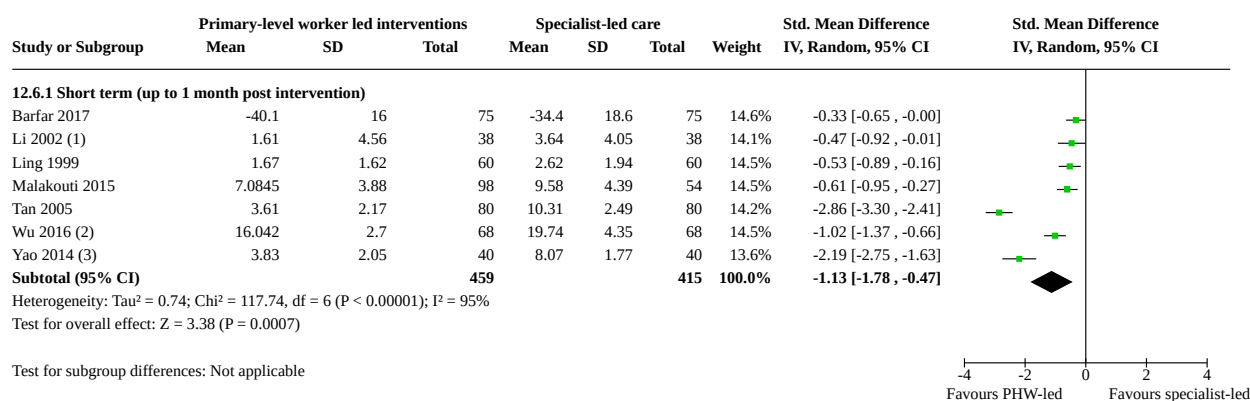 Primary-level worker led interventions Specialist-led care Std. Mean Difference Std. Mean Difference
Study or Subgroup Mean SD Total Mean SD Total Weight IV, Random, 95% CI IV, Random, 95% CI
12.6.1 Short term (up to 1 month post intervention)
Barfar 2017 -40.1 16 75 -34.4 18.6 75 14.6% -0.33 [-0.65 , -0.00]
Li 2002 (1) 1.61 4.56 38 3.64 4.05 38 14.1% -0.47 [-0.92 , -0.01]
Ling 1999 1.67 1.62 60 2.62 1.94 60 14.5% -0.53 [-0.89 , -0.16]
Malakouti 2015 7.0845 3.88 98 9.58 4.39 54 14.5% -0.61 [-0.95 , -0.27]
Tan 2005 3.61 2.17 80 10.31 2.49 80 14.2% -2.86 [-3.30 , -2.41]
Wu 2016 (2) 16.042 2.7 68 19.74 4.35 68 14.5% -1.02 [-1.37 , -0.66]
Yao 2014 (3) 3.83 2.05 40 8.07 1.77 40 13.6% -2.19 [-2.75 , -1.63]
Subtotal (95% CI) 459 415 100.0% -1.13 [-1.78 , -0.47]
Heterogeneity: Tau² = 0.74; Chi² = 117.74, df = 6 (P < 0.00001); I² = 95%
Test for overall effect: Z = 3.38 (P = 0.0007)
Test for subgroup differences: Not applicable
-4 -2 0 2 4
Favours PHW-led Favours specialist-led